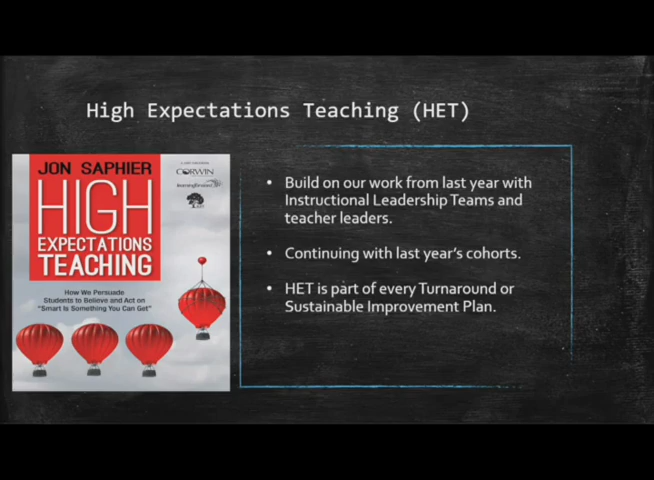 High Expectations Teaching (HET)
JON SAPHIER
HIGH
EXPECTATIONS
TEACHING
How We Persuade
Students to Believe and Act on
"Smart Is Something You Can Get"
CORWIN
learningforward
• Build on our work from last year with
Instructional Leadership Teams and
teacher leaders.
• Continuing with last year's cohorts.
• HET is part of every Turnaround or
Sustainable Improvement Plan.